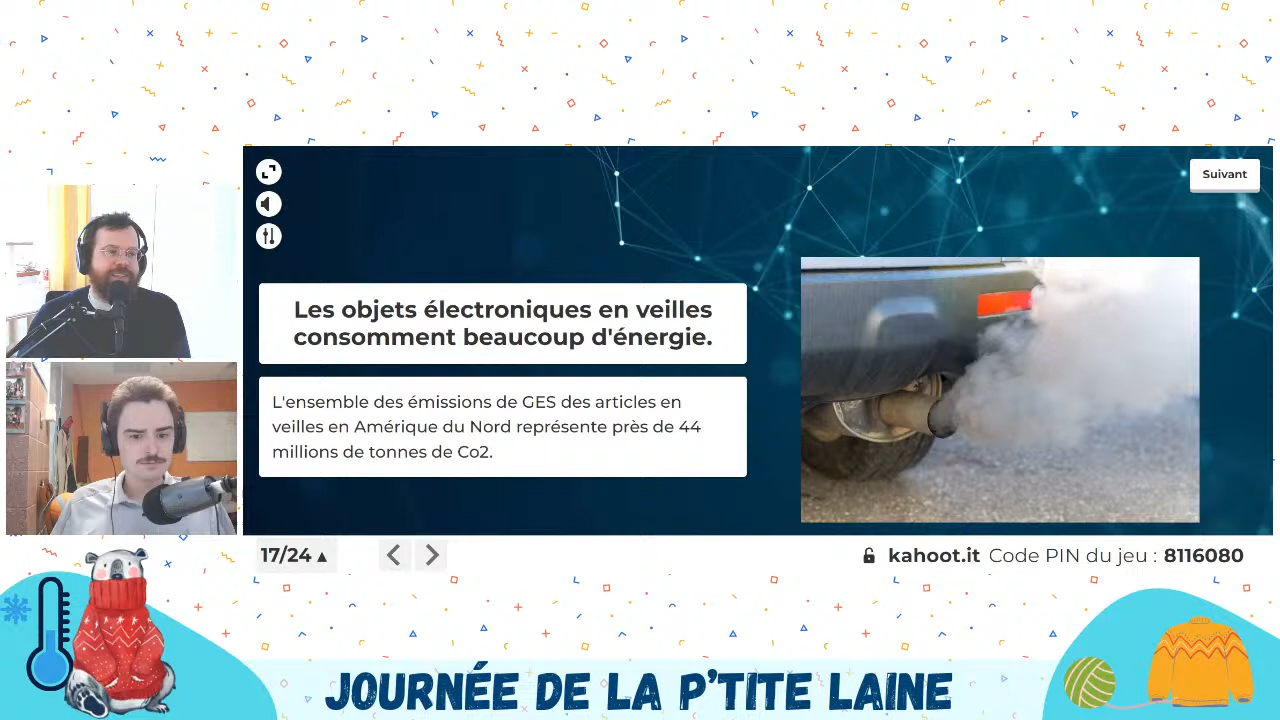 Suivant
Les objets électroniques en veilles
consomment beaucoup d'énergie.
L'ensemble des émissions de GES des articles en
veilles en Amérique du Nord représente près de 44
millions de tonnes de Co2.
17/24 ▲
kahoot.it Code PIN du jeu : 8116080
JOURNÉE DE LA P'TITE LAINE